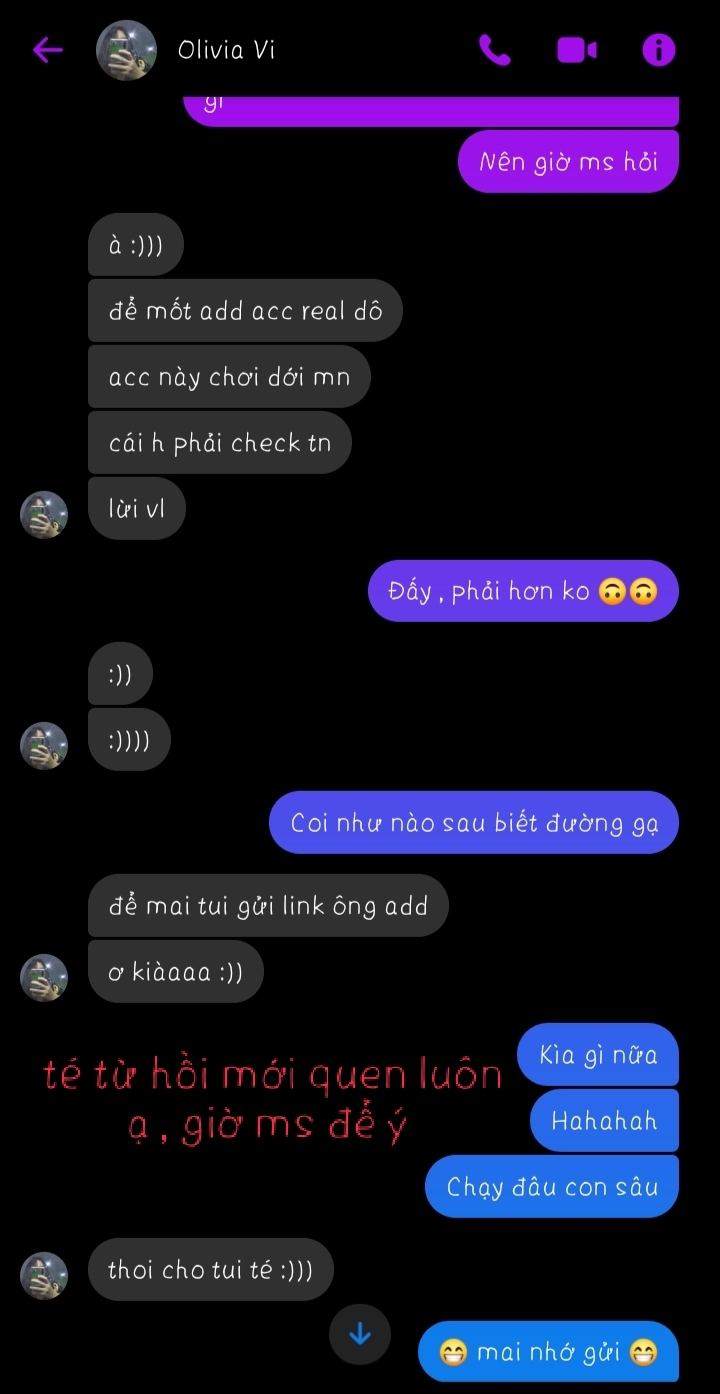 Olivia Vi
gì
Nên giờ ms hỏi
à :)))
để mốt add acc real dô
acc này chơi dới mn
cái h phải check tn
lừi vl
Đấy , phải hơn ko 🙃🙃
:))
:))))
Coi như nào sau biết đường gạ
để mai tui gửi link ông add
ơ kiàaaa :))
Kìa gì nữa
té từ hồi mới quen luôn
ạ , giờ ms để ý
Hahahah
Chạy đâu con sâu
thoi cho tui té :)))
😁 mai nhớ gửi 😁